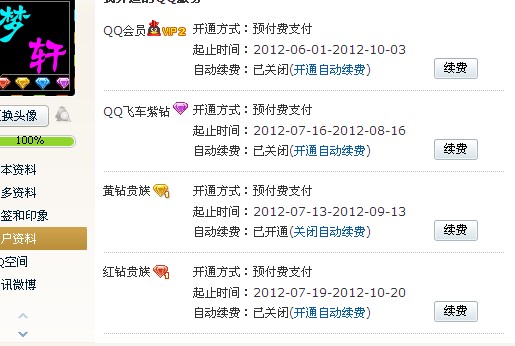 梦
轩
换头像
100%
本资料
多资料
签和印象
户资料
Q空间
讯微博
QQ会员 VIP2 开通方式：预付费支付
起止时间：2012-06-01-2012-10-03
自动续费：已关闭(开通自动续费) 续费
QQ飞车紫钻 开通方式：预付费支付
起止时间：2012-07-16-2012-08-16
自动续费：已关闭(开通自动续费) 续费
黄钻贵族 开通方式：预付费支付
起止时间：2012-07-13-2012-09-13
自动续费：已开通(关闭自动续费) 续费
红钻贵族 开通方式：预付费支付
起止时间：2012-07-19-2012-10-20
自动续费：已关闭(开通自动续费) 续费